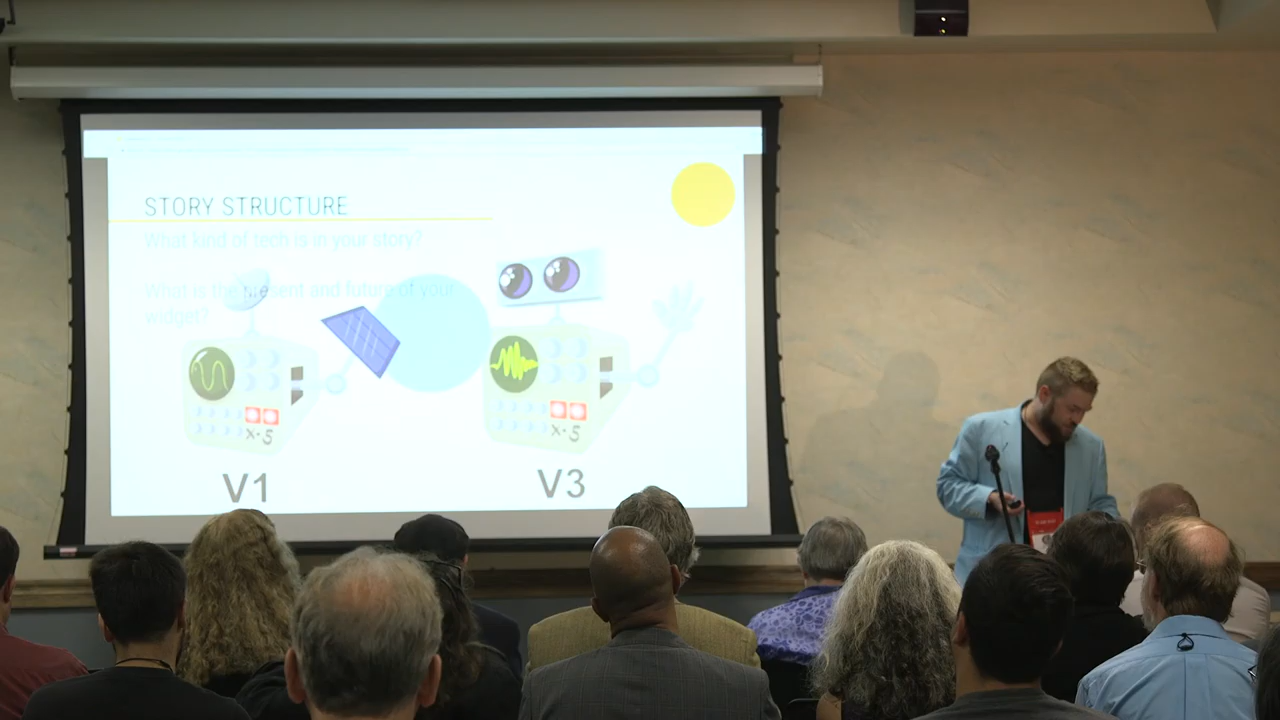 STORY STRUCTURE
What kind of tech is in your story?
What is the present and future of your
widget?
x·5
x·5
V1
V3